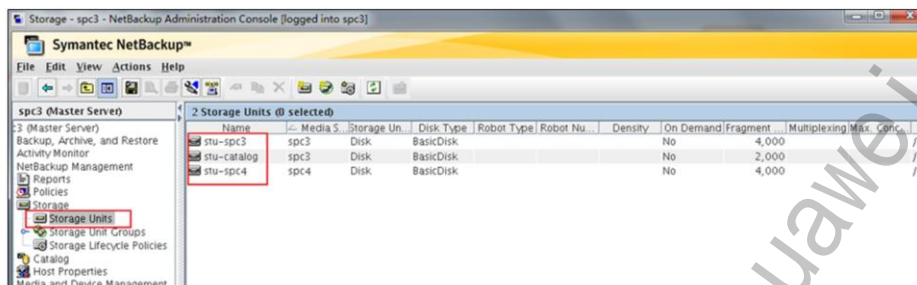 Storage - spc3 - NetBackup Administration Console [logged into spc3]
Symantec NetBackup™
File Edit View Actions Help
spc3 (Master Server)
2 Storage Units (0 selected)
3 (Master Server)
Backup, Archive, and Restore
Activity Monitor
NetBackup Management
Reports
Policies
Storage
Storage Units
Storage Unit Groups
Storage Lifecycle Policies
Catalog
Host Properties
Media and Device Management
Name Media S... Storage Un... Disk Type Robot Type Robot Nu... Density On Demand Fragment ... Multiplexing Max. Conc.
stu-spc3 spc3 Disk BasicDisk No 4,000 /
stu-catalog spc3 Disk BasicDisk No 2,000 /
stu-spc4 spc4 Disk BasicDisk No 4,000 /
uawei